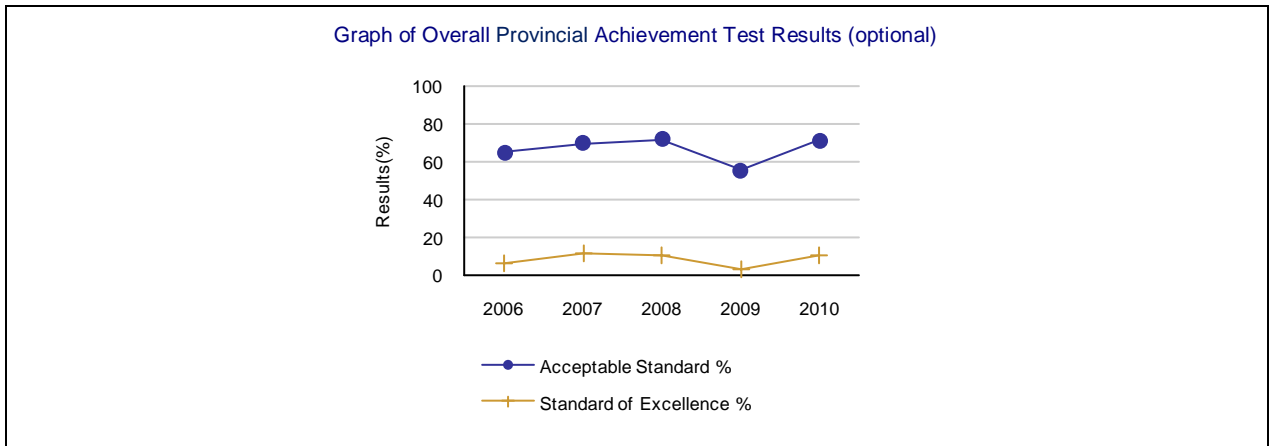 Graph of Overall Provincial Achievement Test Results (optional)
100
80
60
40
20
0
Results(%)
2006 2007 2008 2009 2010
Acceptable Standard %
Standard of Excellence %